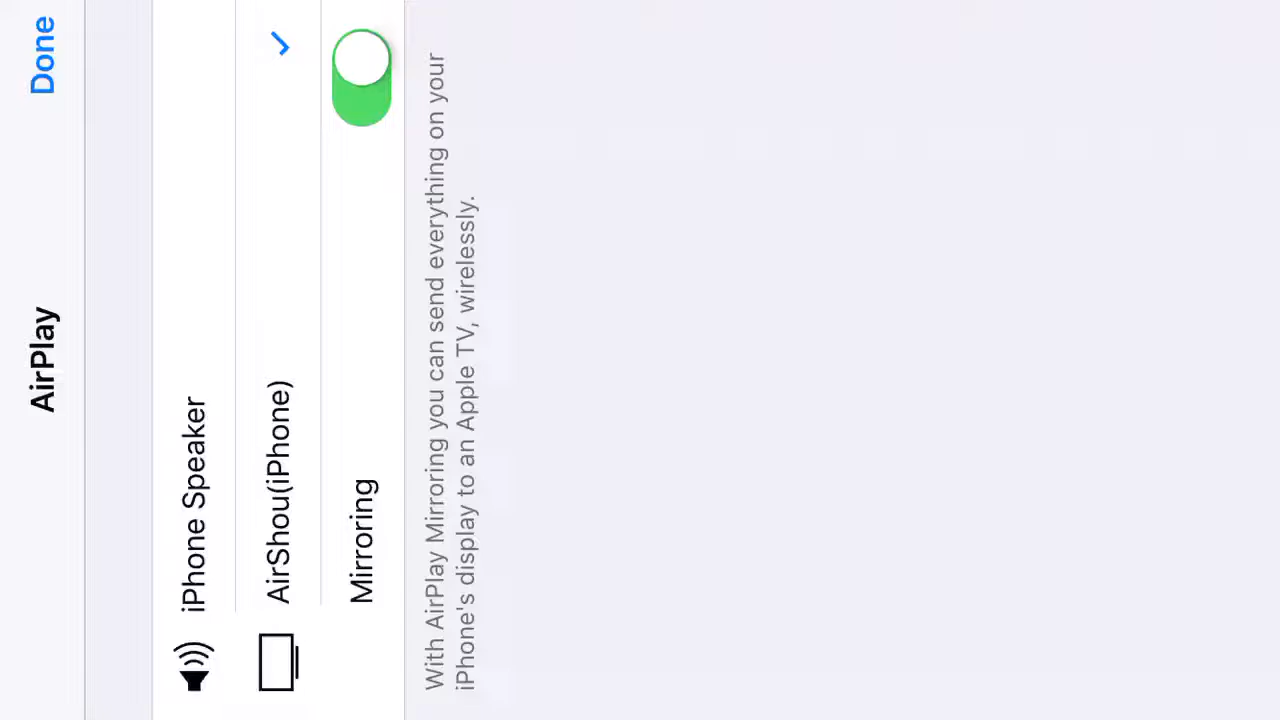 AirPlay
Done
iPhone Speaker
AirShou(iPhone)
Mirroring
With AirPlay Mirroring you can send everything on your
iPhone's display to an Apple TV, wirelessly.